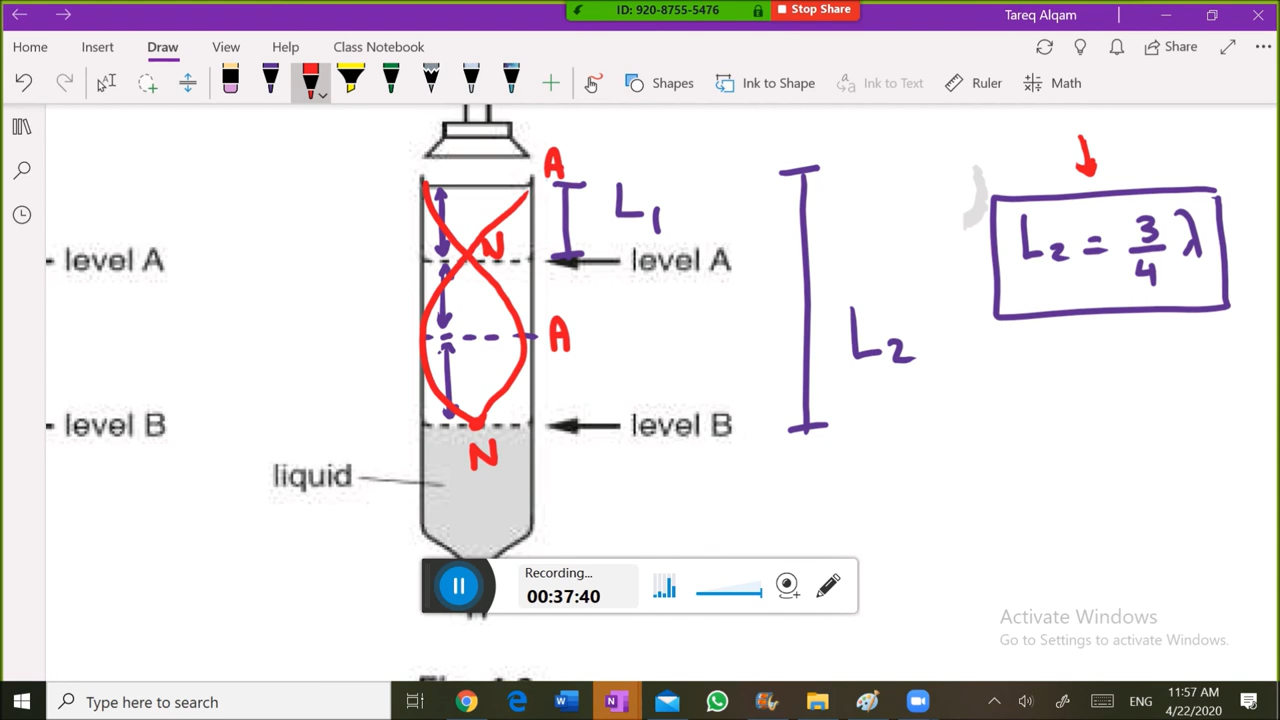 ID: 920-8755-5476
Stop Share
Tareq Alqam
Home
Insert
Draw
View
Help
Class Notebook
Share
Shapes
Ink to Shape
Ink to Text
Ruler
Math
A
L₁
N
level A
level A
L₂ = 3/4 λ
A
L₂
level B
level B
N
liquid
Recording...
00:37:40
Activate Windows
Go to Settings to activate Windows.
Type here to search
ENG
11:57 AM
4/22/2020